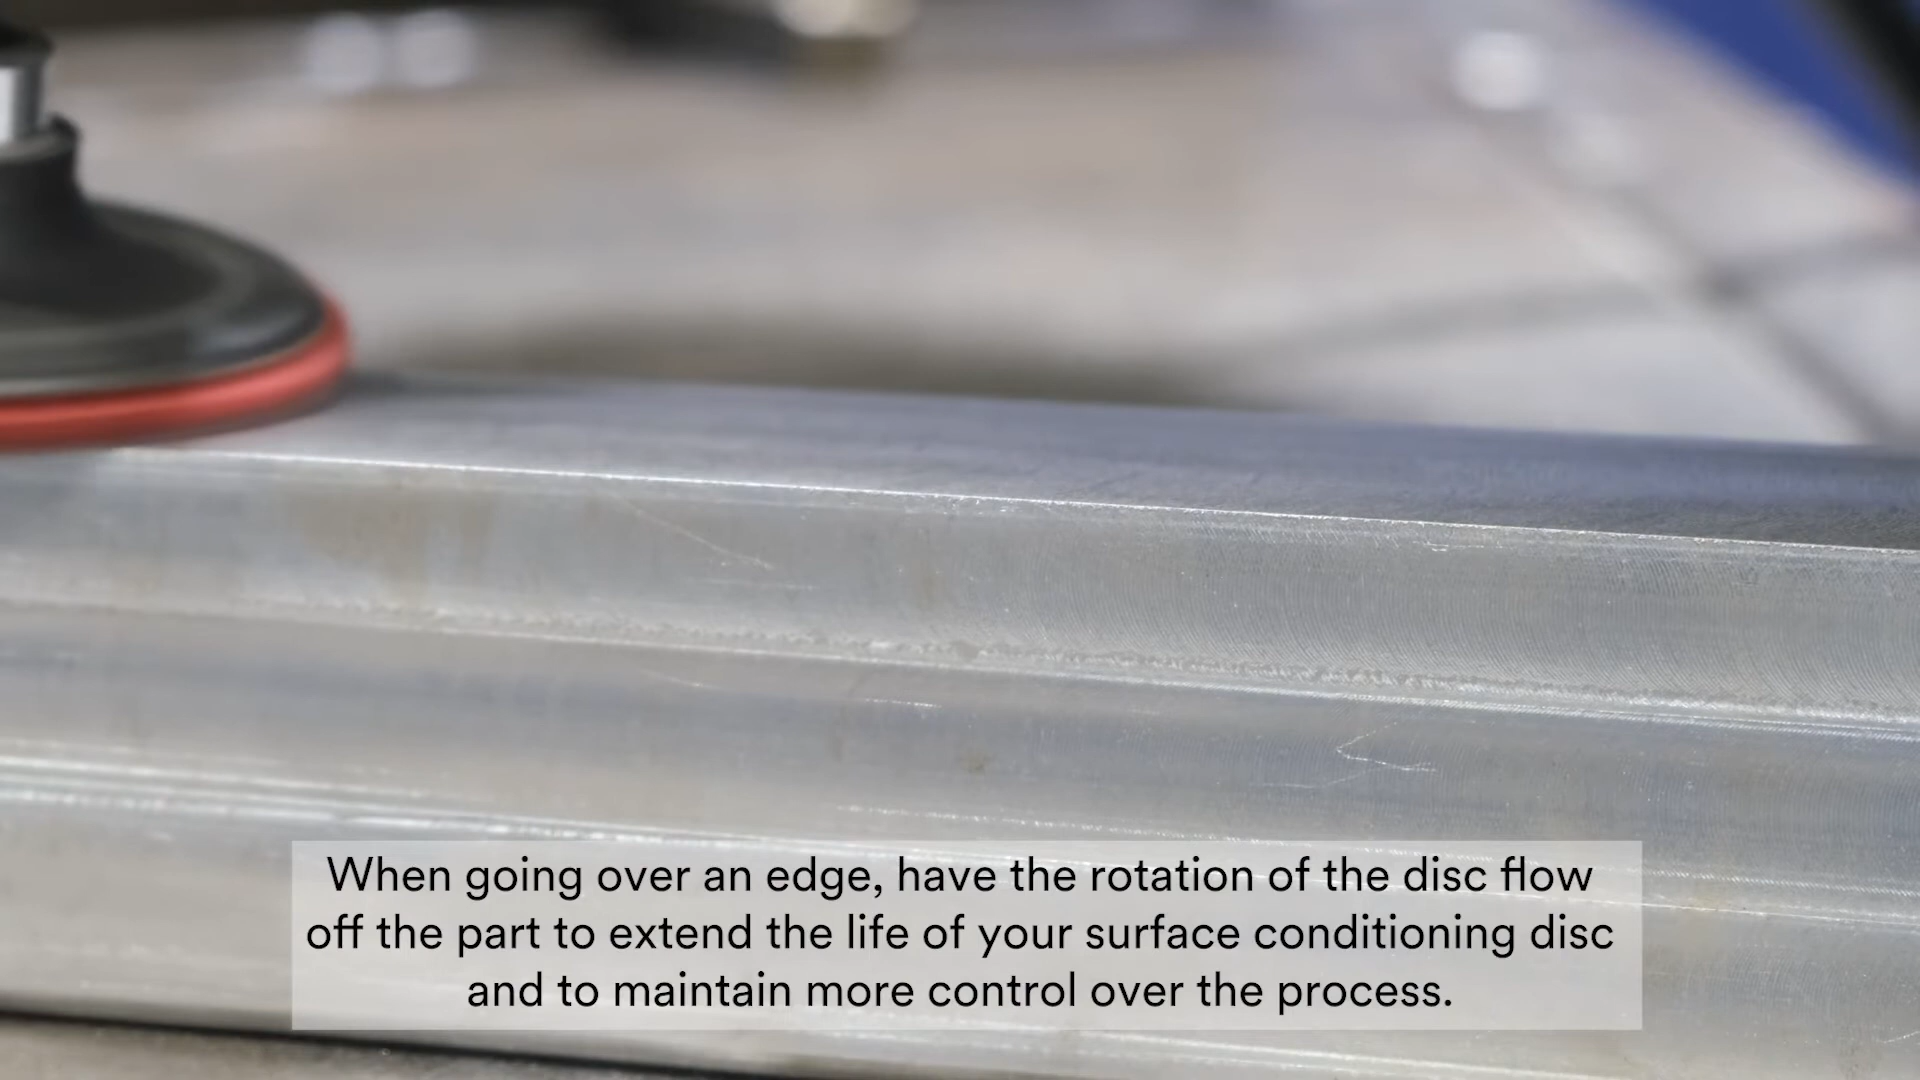 When going over an edge, have the rotation of the disc flow
off the part to extend the life of your surface conditioning disc
and to maintain more control over the process.